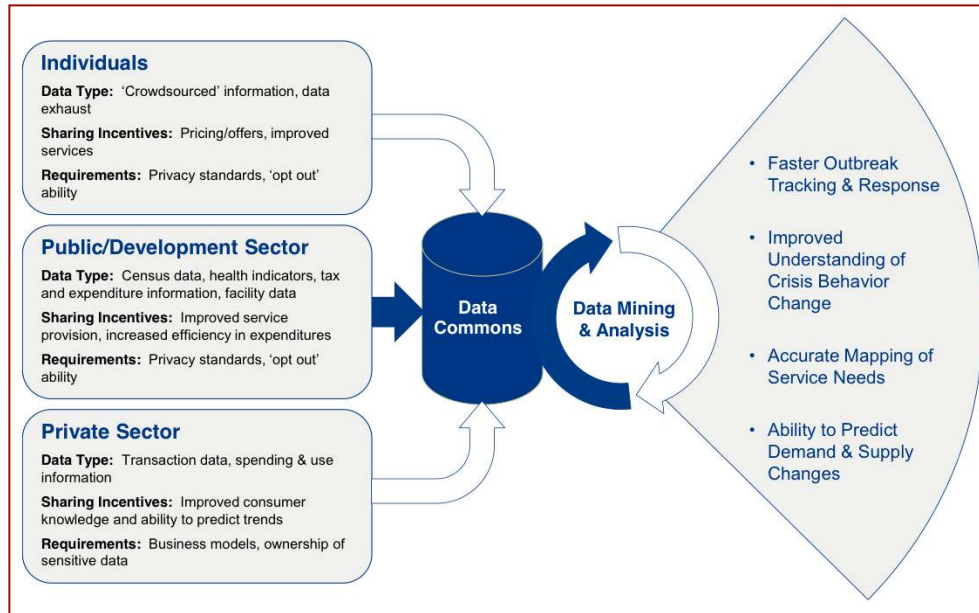 Individuals
Data Type: ‘Crowdsourced’ information, data
exhaust
Sharing Incentives: Pricing/offers, improved
services
Requirements: Privacy standards, ‘opt out’
ability
Public/Development Sector
Data Type: Census data, health indicators, tax
and expenditure information, facility data
Sharing Incentives: Improved service
provision, increased efficiency in expenditures
Requirements: Privacy standards, ‘opt out’
ability
Private Sector
Data Type: Transaction data, spending & use
information
Sharing Incentives: Improved consumer
knowledge and ability to predict trends
Requirements: Business models, ownership of
sensitive data
Data
Commons
Data Mining
& Analysis
• Faster Outbreak
Tracking & Response
• Improved
Understanding of
Crisis Behavior
Change
• Accurate Mapping of
Service Needs
• Ability to Predict
Demand & Supply
Changes